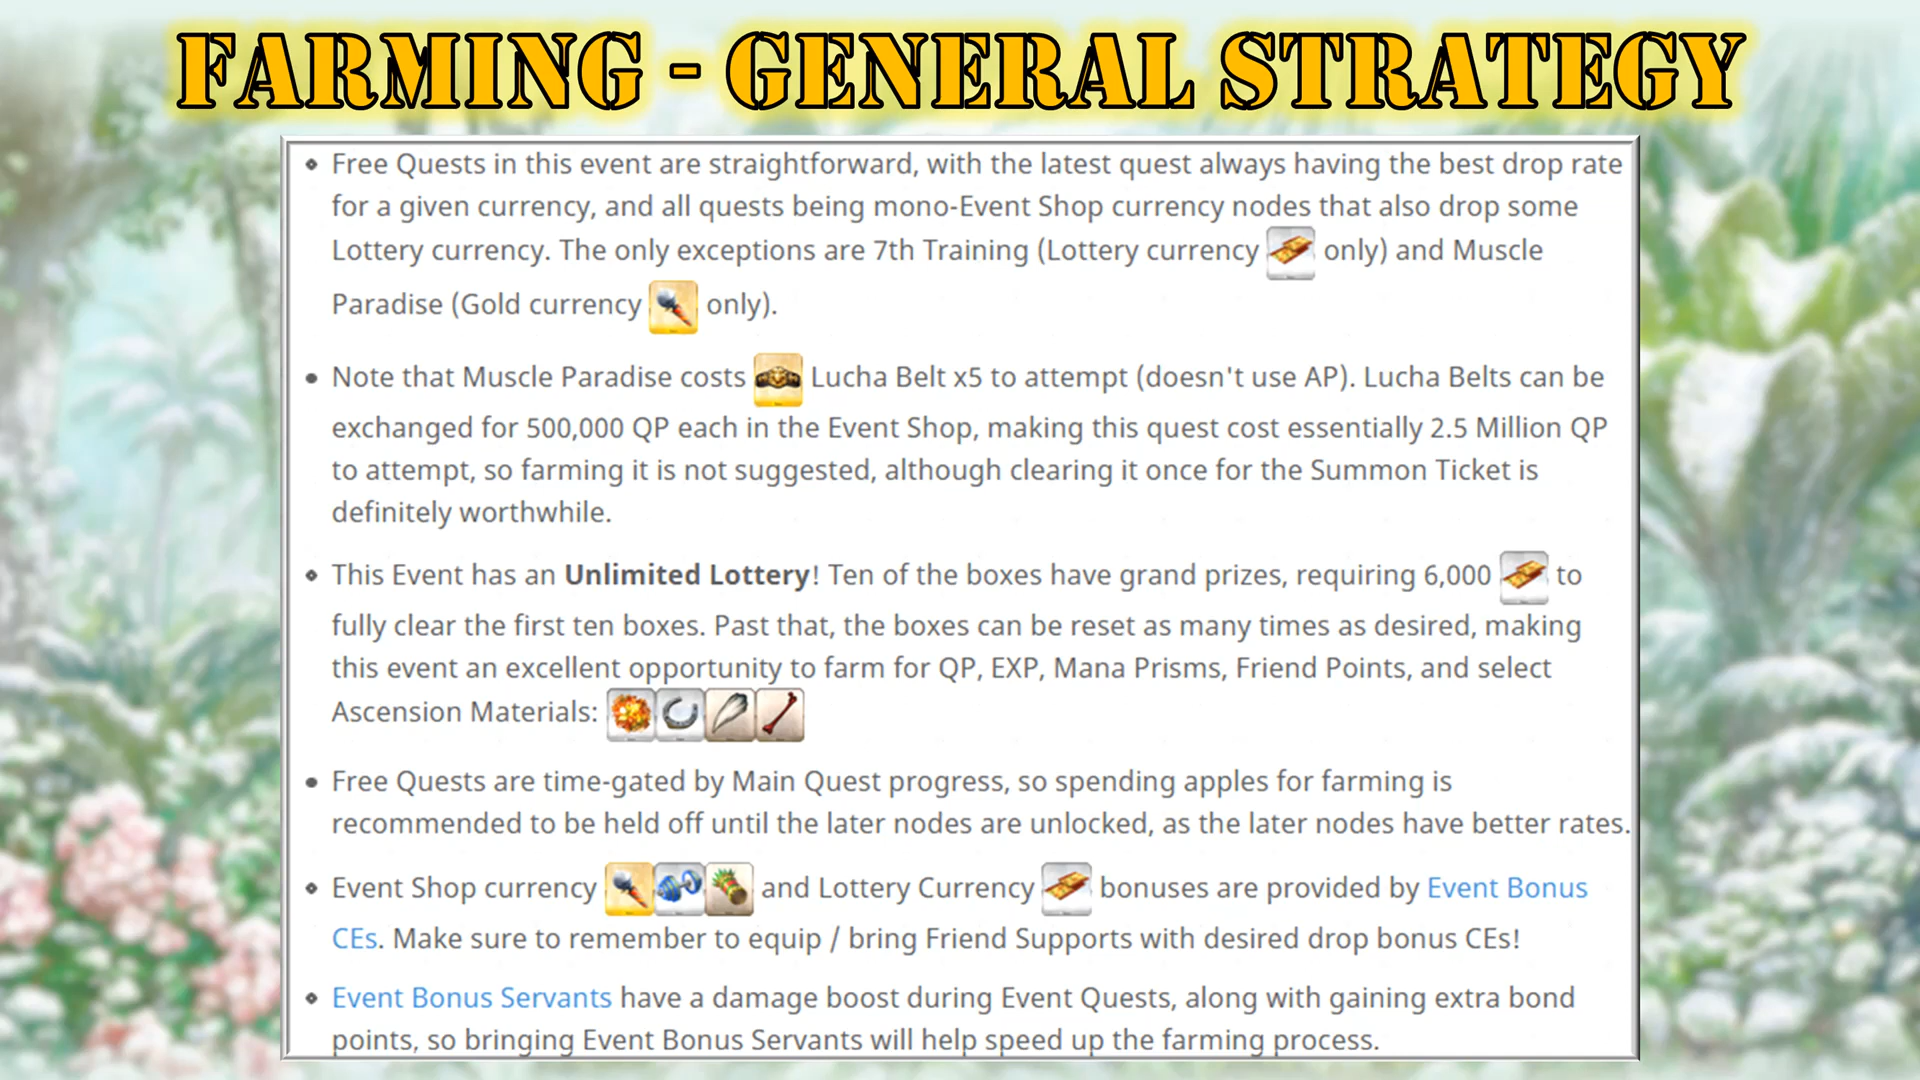 FARMING - GENERAL STRATEGY
Free Quests in this event are straightforward, with the latest quest always having the best drop rate
for a given currency, and all quests being mono-Event Shop currency nodes that also drop some
Lottery currency. The only exceptions are 7th Training (Lottery currency only) and Muscle
Paradise (Gold currency only).
Note that Muscle Paradise costs Lucha Belt x5 to attempt (doesn't use AP). Lucha Belts can be
exchanged for 500,000 QP each in the Event Shop, making this quest cost essentially 2.5 Million QP
to attempt, so farming it is not suggested, although clearing it once for the Summon Ticket is
definitely worthwhile.
This Event has an Unlimited Lottery! Ten of the boxes have grand prizes, requiring 6,000 to
fully clear the first ten boxes. Past that, the boxes can be reset as many times as desired, making
this event an excellent opportunity to farm for QP, EXP, Mana Prisms, Friend Points, and select
Ascension Materials:
Free Quests are time-gated by Main Quest progress, so spending apples for farming is
recommended to be held off until the later nodes are unlocked, as the later nodes have better rates.
Event Shop currency and Lottery Currency bonuses are provided by Event Bonus
CEs. Make sure to remember to equip / bring Friend Supports with desired drop bonus CEs!
Event Bonus Servants have a damage boost during Event Quests, along with gaining extra bond
points, so bringing Event Bonus Servants will help speed up the farming process.